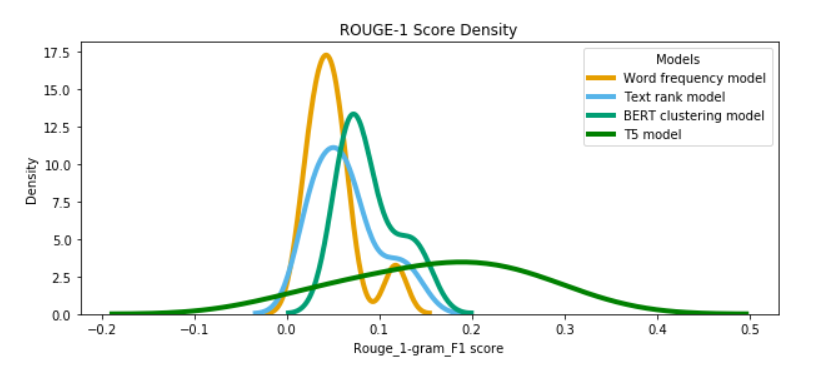 ROUGE-1 Score Density
17.5
15.0
12.5
10.0
7.5
5.0
2.5
0.0
Density
Models
Word frequency model
Text rank model
BERT clustering model
T5 model
−0.2 −0.1 0.0 0.1 0.2 0.3 0.4 0.5
Rouge_1-gram_F1 score